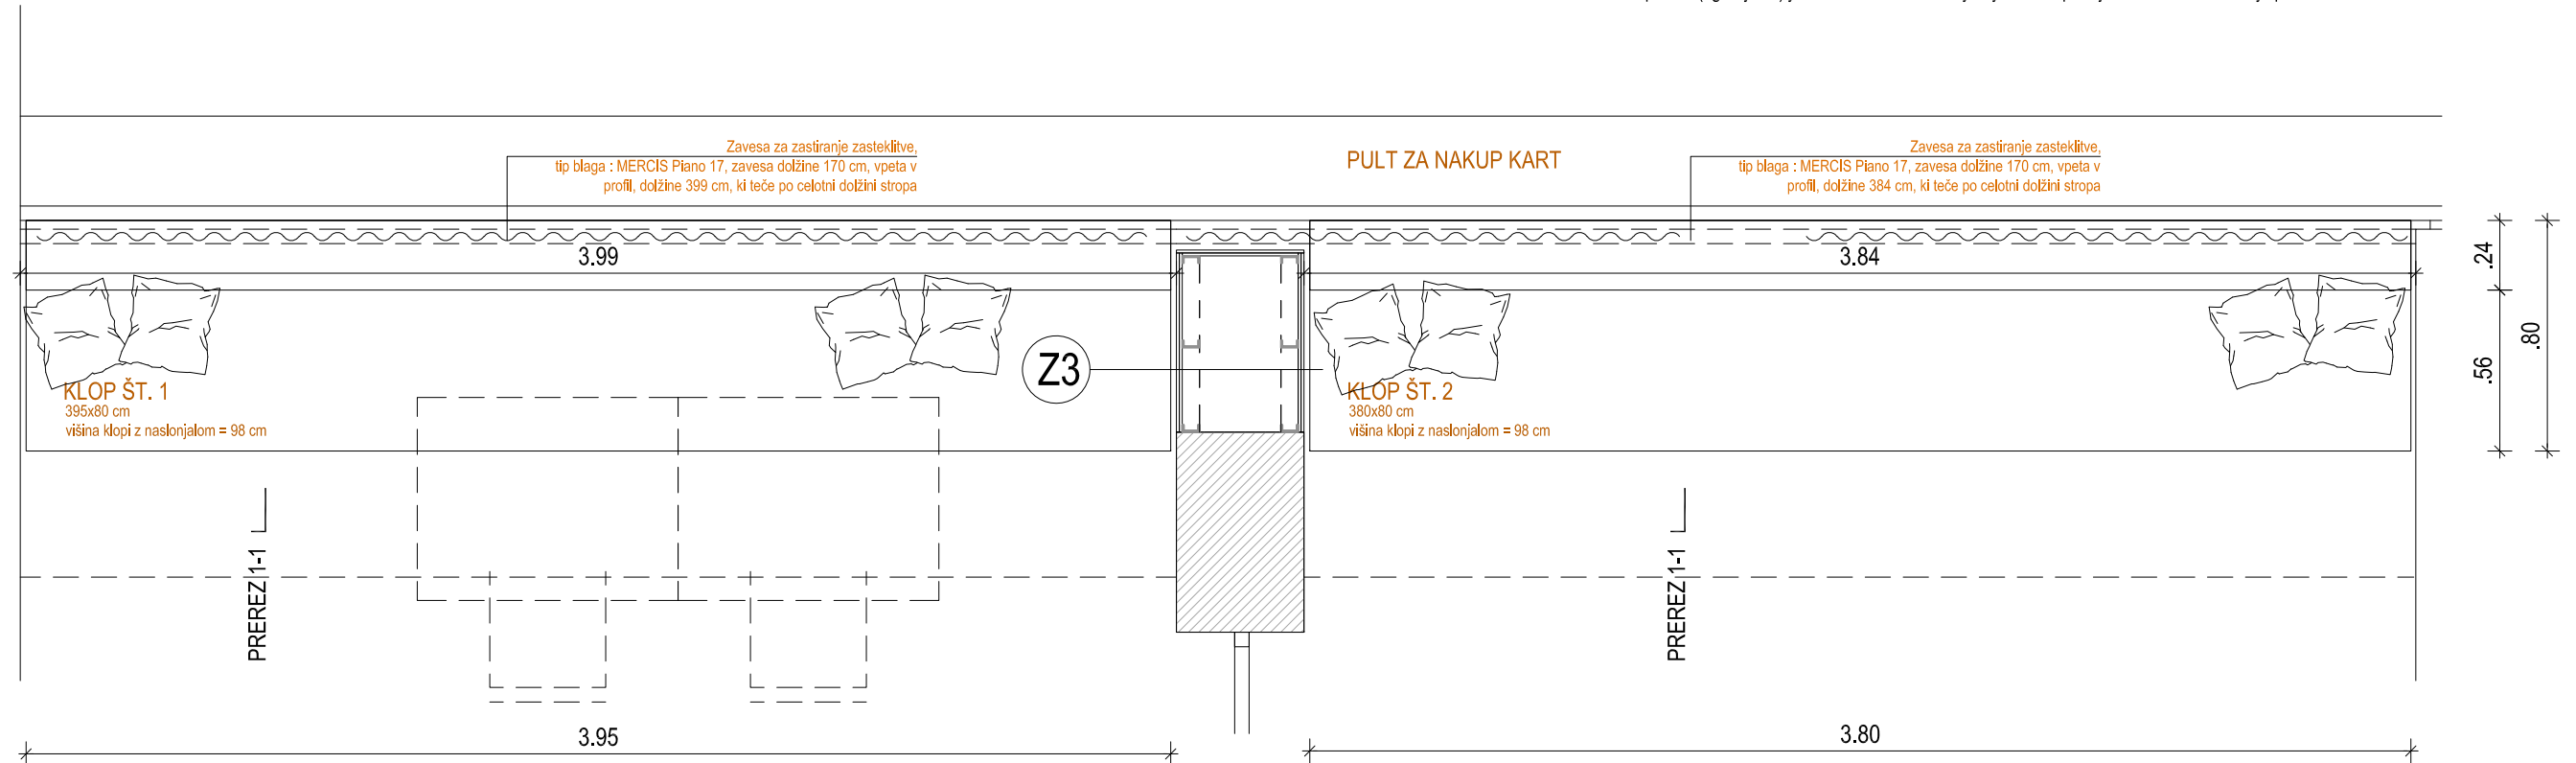 Zavesa za zastiranje zasteklitve,
tip blaga : MERCIS Piano 17, zavesa dolžine 170 cm, vpeta v
profil, dolžine 399 cm, ki teče po celotni dolžini stropa
PULT ZA NAKUP KART
Zavesa za zastiranje zasteklitve,
tip blaga : MERCIS Piano 17, zavesa dolžine 170 cm, vpeta v
profil, dolžine 384 cm, ki teče po celotni dolžini stropa
3.99
3.84
.24
.80
.56
Z3
KLOP ŠT. 1
395x80 cm
višina klopi z naslonjalom = 98 cm
KLOP ŠT. 2
380x80 cm
višina klopi z naslonjalom = 98 cm
PREREZ 1-1
PREREZ 1-1
3.95
3.80